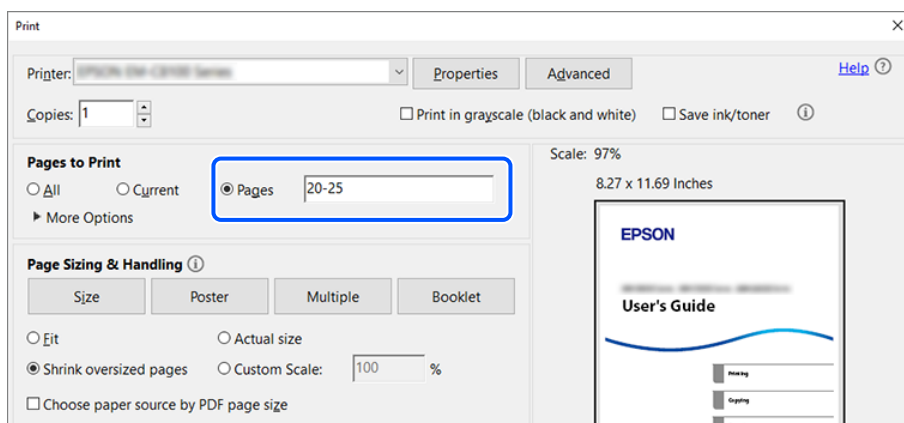 Print
Printer: Properties Advanced Help
Copies: 1 Print in grayscale (black and white) Save ink/toner
Pages to Print
All Current Pages 20-25
More Options
Scale: 97%
8.27 x 11.69 Inches
EPSON
User's Guide
Printing
Copying
Page Sizing & Handling
Size Poster Multiple Booklet
Fit Actual size
Shrink oversized pages Custom Scale: 100 %
Choose paper source by PDF page size